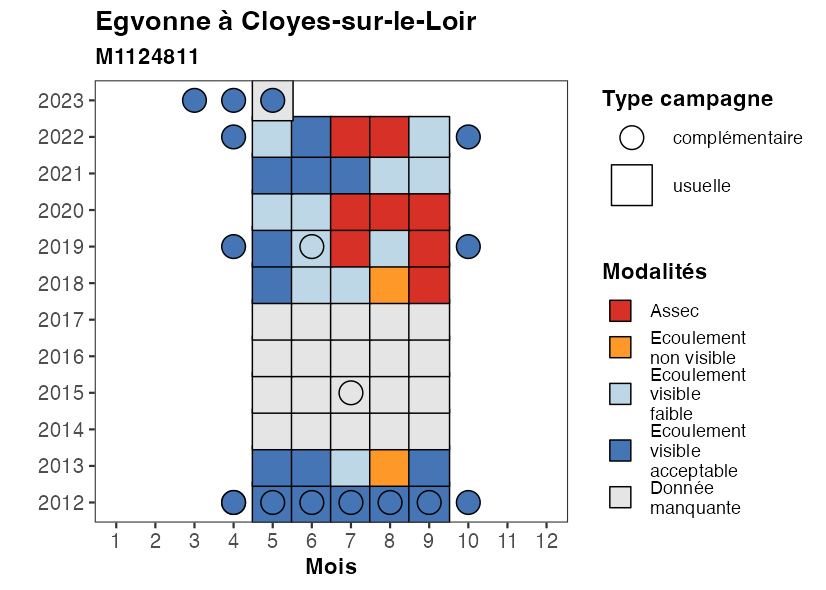 Egvonne à Cloyes-sur-le-Loir
M1124811
2023
2022
2021
2020
2019
2018
2017
2016
2015
2014
2013
2012
1 2 3 4 5 6 7 8 9 10 11 12
Mois
Type campagne
complémentaire
usuelle
Modalités
Assec
Ecoulement
non visible
Ecoulement
visible
faible
Ecoulement
visible
acceptable
Donnée
manquante